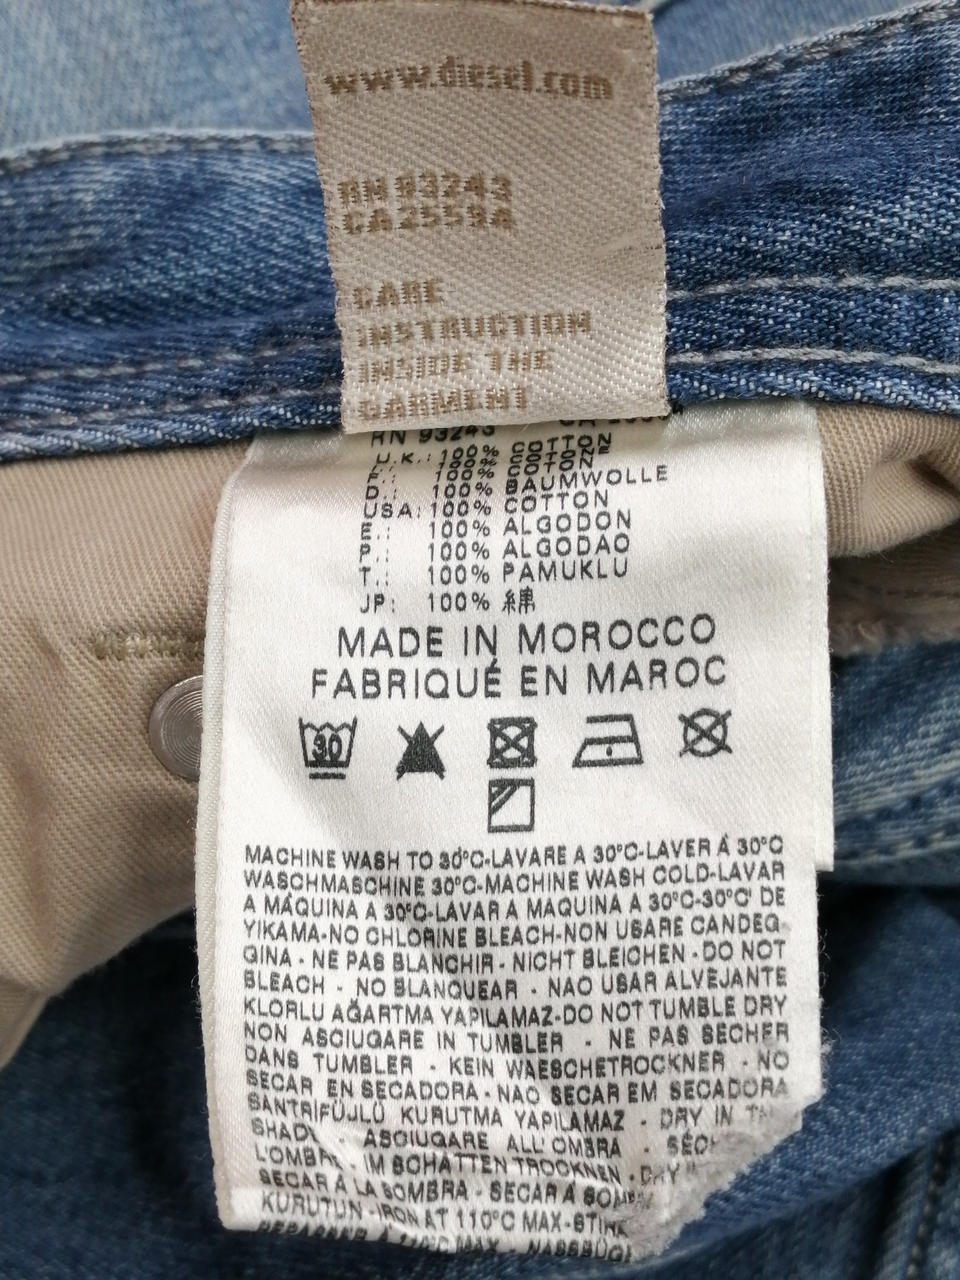 www.diesel.com
RN 93243
CA 25594
CARE
INSTRUCTION
INSIDE THE
GARMENT
RN 93243
U.K.: 100% COTTON
100% COTONE
D.: 100% BAUMWOLLE
USA: 100% COTTON
E.: 100% ALGODON
P.: 100% ALGODAO
T.: 100% PAMUKLU
JP: 100% 綿
MADE IN MOROCCO
FABRIQUÉ EN MAROC
30
MACHINE WASH TO 30°C-LAVARE A 30°C-LAVER Á 30°C
WASCHMASCHINE 30°C-MACHINE WASH COLD-LAVAR
A MÁQUINA A 30°C-LAVAR A MAQUINA A 30°C-30°C' DE
YIKAMA-NO CHLORINE BLEACH-NON USARE CANDEG-
GINA - NE PAS BLANCHIR - NICHT BLEICHEN - DO NOT
BLEACH - NO BLANQUEAR - NAO USAR ALVEJANTE
KLORLU AĞARTMA YAPILAMAZ-DO NOT TUMBLE DRY
NON ASCIUGARE IN TUMBLER - NE PAS SECHER
DANS TUMBLER - KEIN WAESCHETROCKNER - NO
SECAR EN SECADORA - NAO SECAR EM SECADORA
SANTRIFÜJLÜ KURUTMA YAPILAMAZ - DRY IN
SHADE - ASCIUGARE ALL' OMBRA -
L'OMBRE - IM SCHATTEN TROCKNEN - DRY
SECAR A LA SOMBRA - SECAR A
KURUTUN -IRON AT 110°C MAX-
A 110°C MAX -